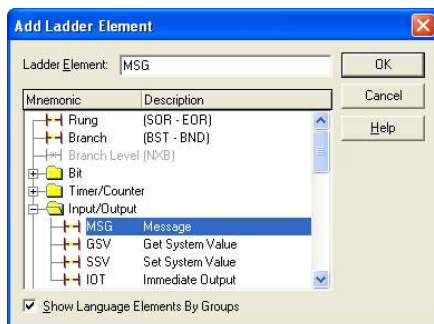 Add Ladder Element
Ladder Element: MSG
OK
Cancel
Help
Mnemonic Description
Rung (SOR - EOR)
Branch (BST - BND)
Branch Level (NXB)
Bit
Timer/Counter
Input/Output
MSG Message
GSV Get System Value
SSV Set System Value
IOT Immediate Output
Show Language Elements By Groups